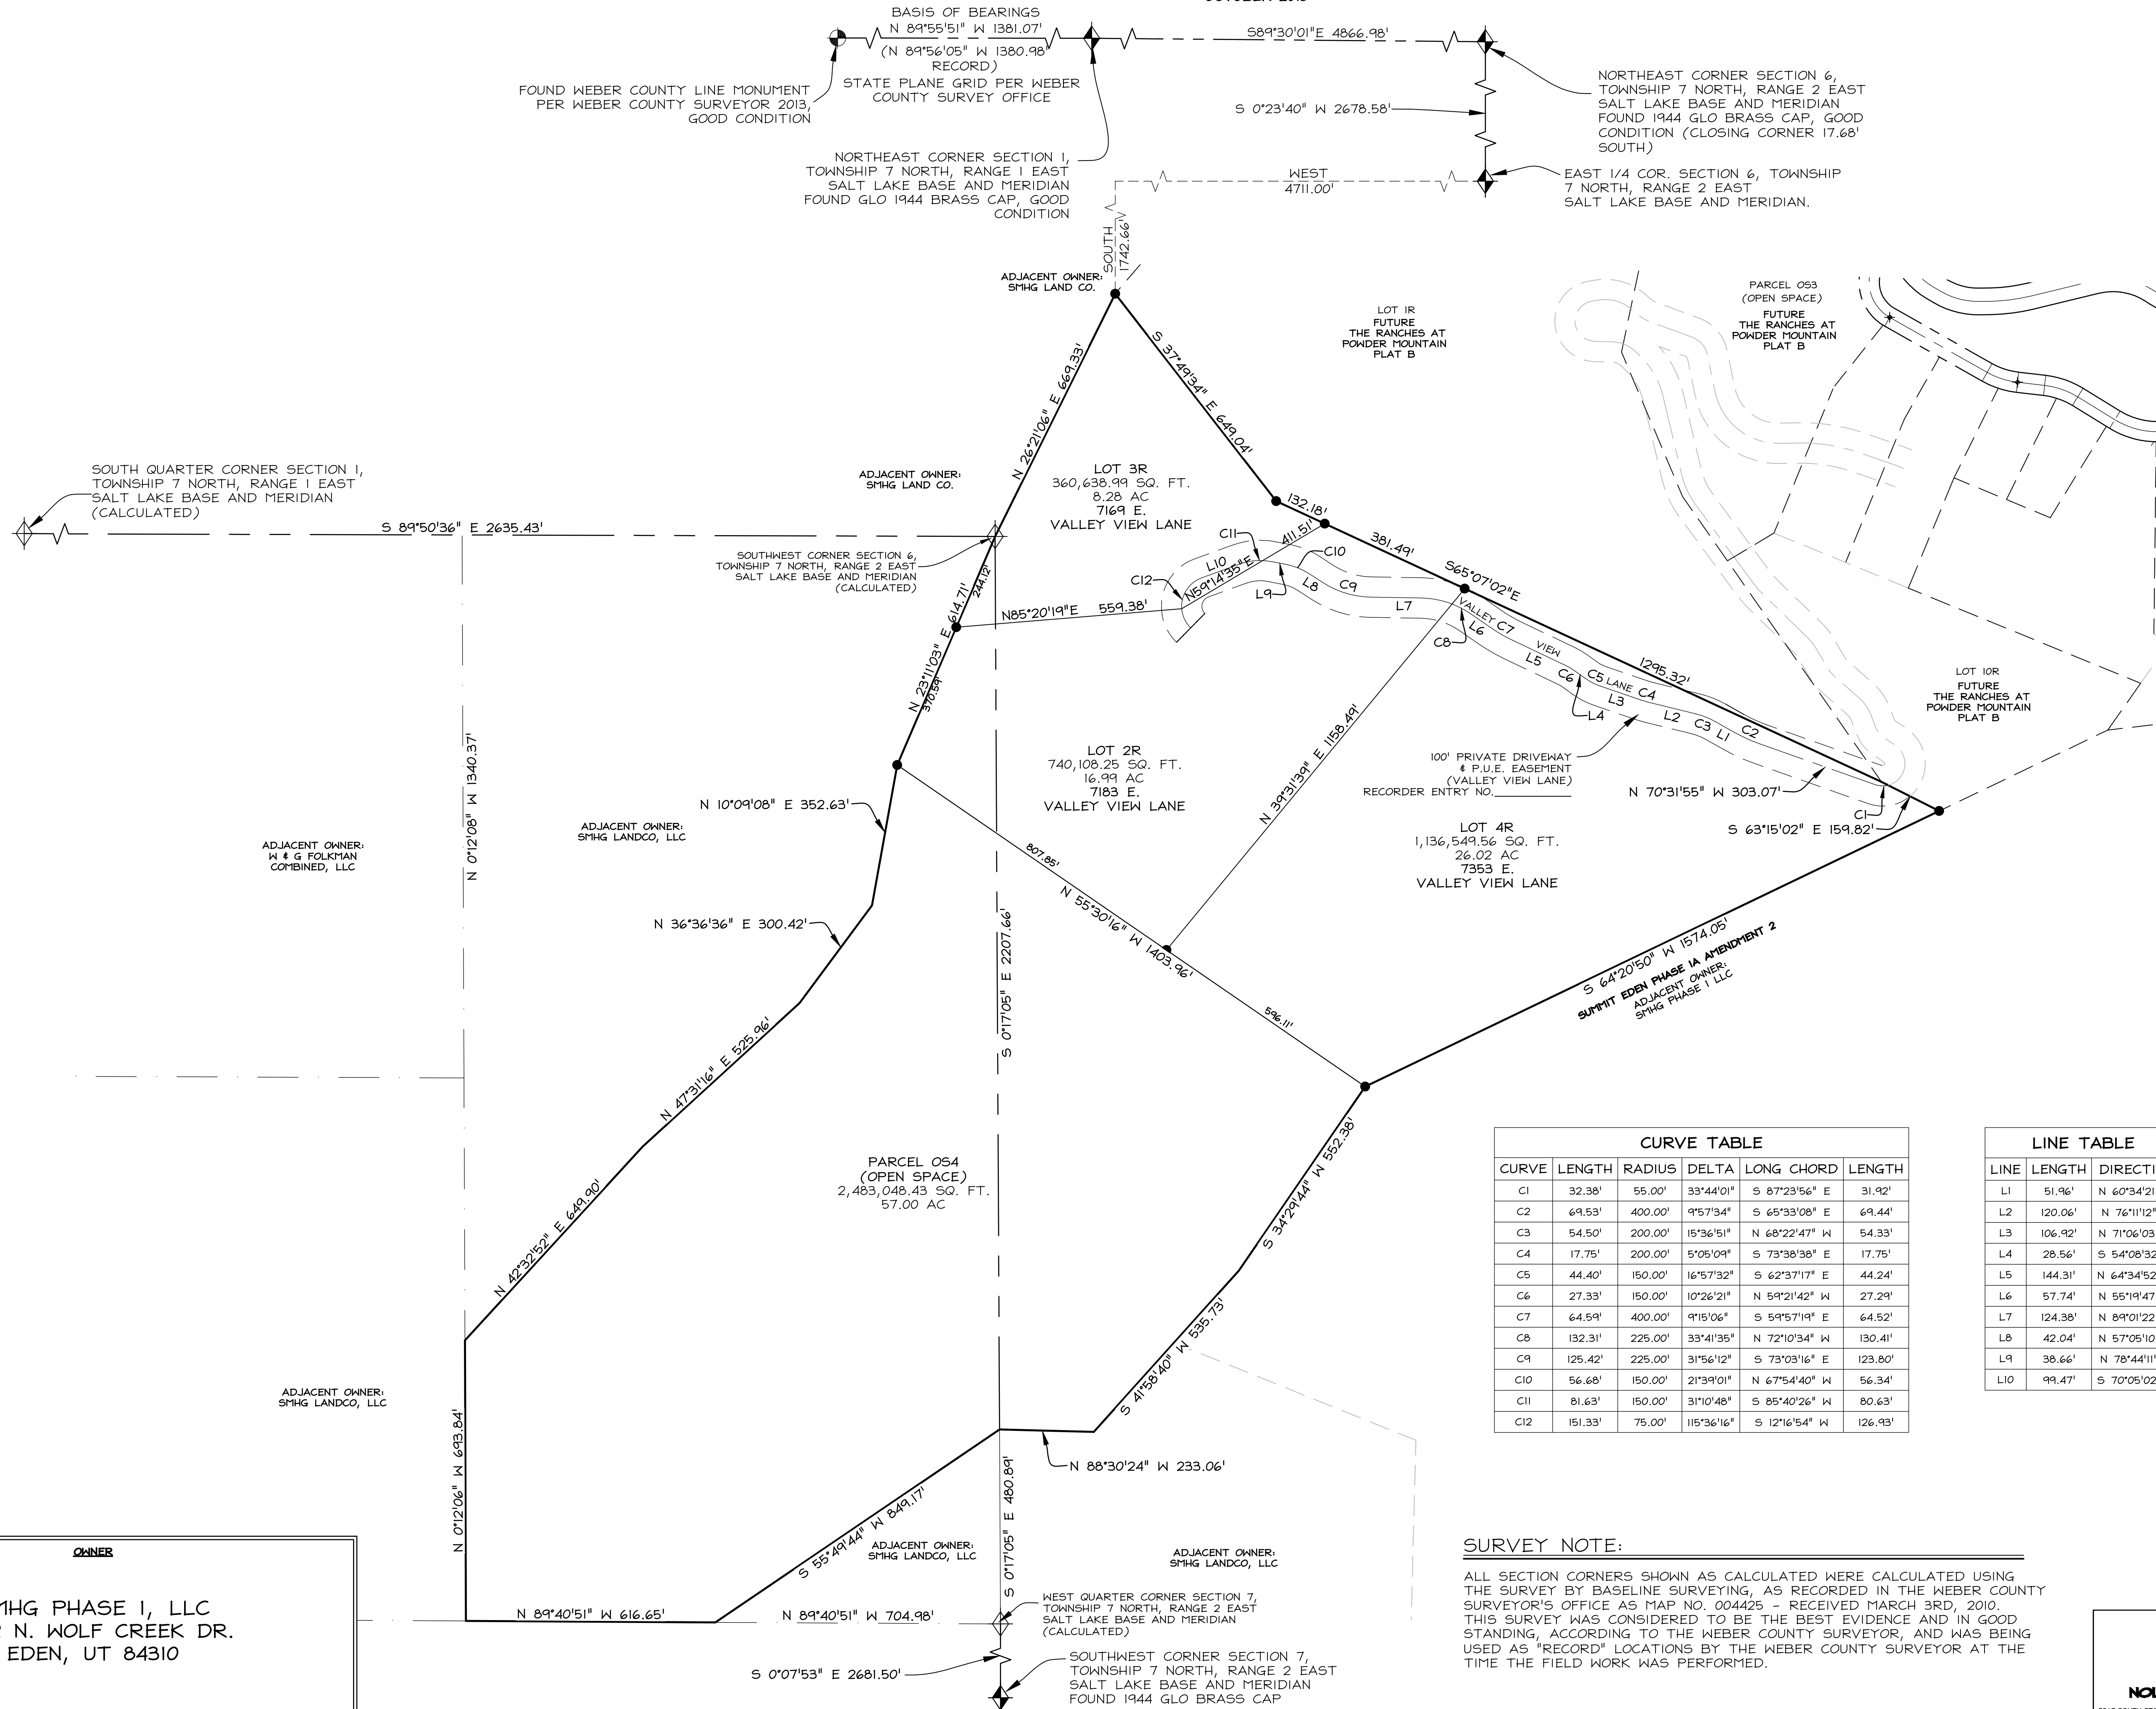 BASIS OF BEARINGS
N 89°55'51" W 1381.07'
(N 89°56'05" W 1380.98'
RECORD)
STATE PLANE GRID PER WEBER
COUNTY SURVEY OFFICE
S89°30'01"E 4866.98'
FOUND WEBER COUNTY LINE MONUMENT
PER WEBER COUNTY SURVEYOR 2013,
GOOD CONDITION
S 0°23'40" W 2678.58'
NORTHEAST CORNER SECTION 6,
TOWNSHIP 7 NORTH, RANGE 2 EAST
SALT LAKE BASE AND MERIDIAN
FOUND 1944 GLO BRASS CAP, GOOD
CONDITION (CLOSING CORNER 17.68'
SOUTH)
NORTHEAST CORNER SECTION 1,
TOWNSHIP 7 NORTH, RANGE 1 EAST
SALT LAKE BASE AND MERIDIAN
FOUND GLO 1944 BRASS CAP, GOOD
CONDITION
WEST
4711.00'
EAST 1/4 COR. SECTION 6, TOWNSHIP
7 NORTH, RANGE 2 EAST
SALT LAKE BASE AND MERIDIAN.
SOUTH
1742.66'
ADJACENT OWNER:
SMHG LAND CO.
LOT 1R
FUTURE
THE RANCHES AT
POWDER MOUNTAIN
PLAT B
PARCEL OS3
(OPEN SPACE)
FUTURE
THE RANCHES AT
POWDER MOUNTAIN
PLAT B
N 26°21'06" E 669.33'
S 37°49'34" E 649.04'
SOUTH QUARTER CORNER SECTION 1,
TOWNSHIP 7 NORTH, RANGE 1 EAST
SALT LAKE BASE AND MERIDIAN
(CALCULATED)
S 89°50'36" E 2635.43'
ADJACENT OWNER:
SMHG LAND CO.
LOT 3R
360,638.99 SQ. FT.
8.28 AC
7169 E.
VALLEY VIEW LANE
132.18'
411.51'
381.49'
S65°07'02"E
SOUTHWEST CORNER SECTION 6,
TOWNSHIP 7 NORTH, RANGE 2 EAST
SALT LAKE BASE AND MERIDIAN
(CALCULATED)
C11
L10
C10
C12
N59°14'35"E
L9
L8
C9
L7
N85°20'19"E 559.38'
N 23°11'03" E 614.71'
244.12'
370.59'
VALLEY
VIEW
LANE
C8
L6
C7
L5
C6
C5
L4
L3
C4
L2
C3
L1
C2
1295.32'
LOT 10R
FUTURE
THE RANCHES AT
POWDER MOUNTAIN
PLAT B
N 0°12'08" W 1340.37'
LOT 2R
740,108.25 SQ. FT.
16.99 AC
7183 E.
VALLEY VIEW LANE
N 39°31'39" E 1158.49'
100' PRIVATE DRIVEWAY
& P.U.E. EASEMENT
(VALLEY VIEW LANE)
RECORDER ENTRY NO.
N 70°31'55" W 303.07'
C1
S 63°15'02" E 159.82'
N 10°09'08" E 352.63'
ADJACENT OWNER:
SMHG LANDCO, LLC
ADJACENT OWNER:
W & G FOLKMAN
COMBINED, LLC
LOT 4R
1,136,549.56 SQ. FT.
26.02 AC
7353 E.
VALLEY VIEW LANE
807.85'
N 55°30'16" W 1403.96'
596.11'
N 36°36'36" E 300.42'
S 0°17'05" E 2207.66'
S 64°20'50" W 1574.05'
SUMMIT EDEN PHASE 1A AMENDMENT 2
ADJACENT OWNER:
SMHG PHASE I LLC
N 47°31'16" E 525.96'
PARCEL OS4
(OPEN SPACE)
2,483,048.43 SQ. FT.
57.00 AC
S 34°29'44" W 552.38'
N 42°32'52" E 649.90'
S 41°58'40" W 535.73'
ADJACENT OWNER:
SMHG LANDCO, LLC
N 0°12'06" W 693.84'
N 88°30'24" W 233.06'
S 0°17'05" E 480.89'
S 55°49'44" W 849.17'
ADJACENT OWNER:
SMHG LANDCO, LLC
ADJACENT OWNER:
SMHG LANDCO, LLC
N 89°40'51" W 616.65'
N 89°40'51" W 704.98'
WEST QUARTER CORNER SECTION 7,
TOWNSHIP 7 NORTH, RANGE 2 EAST
SALT LAKE BASE AND MERIDIAN
(CALCULATED)
S 0°07'53" E 2681.50'
SOUTHWEST CORNER SECTION 7,
TOWNSHIP 7 NORTH, RANGE 2 EAST
SALT LAKE BASE AND MERIDIAN
FOUND 1944 GLO BRASS CAP
CURVE TABLE
CURVE LENGTH RADIUS DELTA LONG CHORD LENGTH
C1 32.38' 55.00' 33°44'01" S 87°23'56" E 31.92'
C2 69.53' 400.00' 9°57'34" S 65°33'08" E 69.44'
C3 54.50' 200.00' 15°36'51" N 68°22'47" W 54.33'
C4 17.75' 200.00' 5°05'09" S 73°38'38" E 17.75'
C5 44.40' 150.00' 16°57'32" S 62°37'17" E 44.24'
C6 27.33' 150.00' 10°26'21" N 59°21'42" W 27.29'
C7 64.59' 400.00' 9°15'06" S 59°57'19" E 64.52'
C8 132.31' 225.00' 33°41'35" N 72°10'34" W 130.41'
C9 125.42' 225.00' 31°56'12" S 73°03'16" E 123.80'
C10 56.68' 150.00' 21°39'01" N 67°54'40" W 56.34'
C11 81.63' 150.00' 31°10'48" S 85°40'26" W 80.63'
C12 151.33' 75.00' 115°36'16" S 12°16'54" W 126.93'
LINE TABLE
LINE LENGTH DIRECTI
L1 51.96' N 60°34'21
L2 120.06' N 76°11'12"
L3 106.92' N 71°06'03
L4 28.56' S 54°08'32
L5 144.31' N 64°34'52
L6 57.74' N 55°19'47
L7 124.38' N 89°01'22
L8 42.04' N 57°05'10
L9 38.66' N 78°44'11"
L10 99.47' S 70°05'02
SURVEY NOTE:
ALL SECTION CORNERS SHOWN AS CALCULATED WERE CALCULATED USING
THE SURVEY BY BASELINE SURVEYING, AS RECORDED IN THE WEBER COUNTY
SURVEYOR'S OFFICE AS MAP NO. 004425 - RECEIVED MARCH 3RD, 2010.
THIS SURVEY WAS CONSIDERED TO BE THE BEST EVIDENCE AND IN GOOD
STANDING, ACCORDING TO THE WEBER COUNTY SURVEYOR, AND WAS BEING
USED AS "RECORD" LOCATIONS BY THE WEBER COUNTY SURVEYOR AT THE
TIME THE FIELD WORK WAS PERFORMED.
OWNER
MHG PHASE I, LLC
N. WOLF CREEK DR.
EDEN, UT 84310